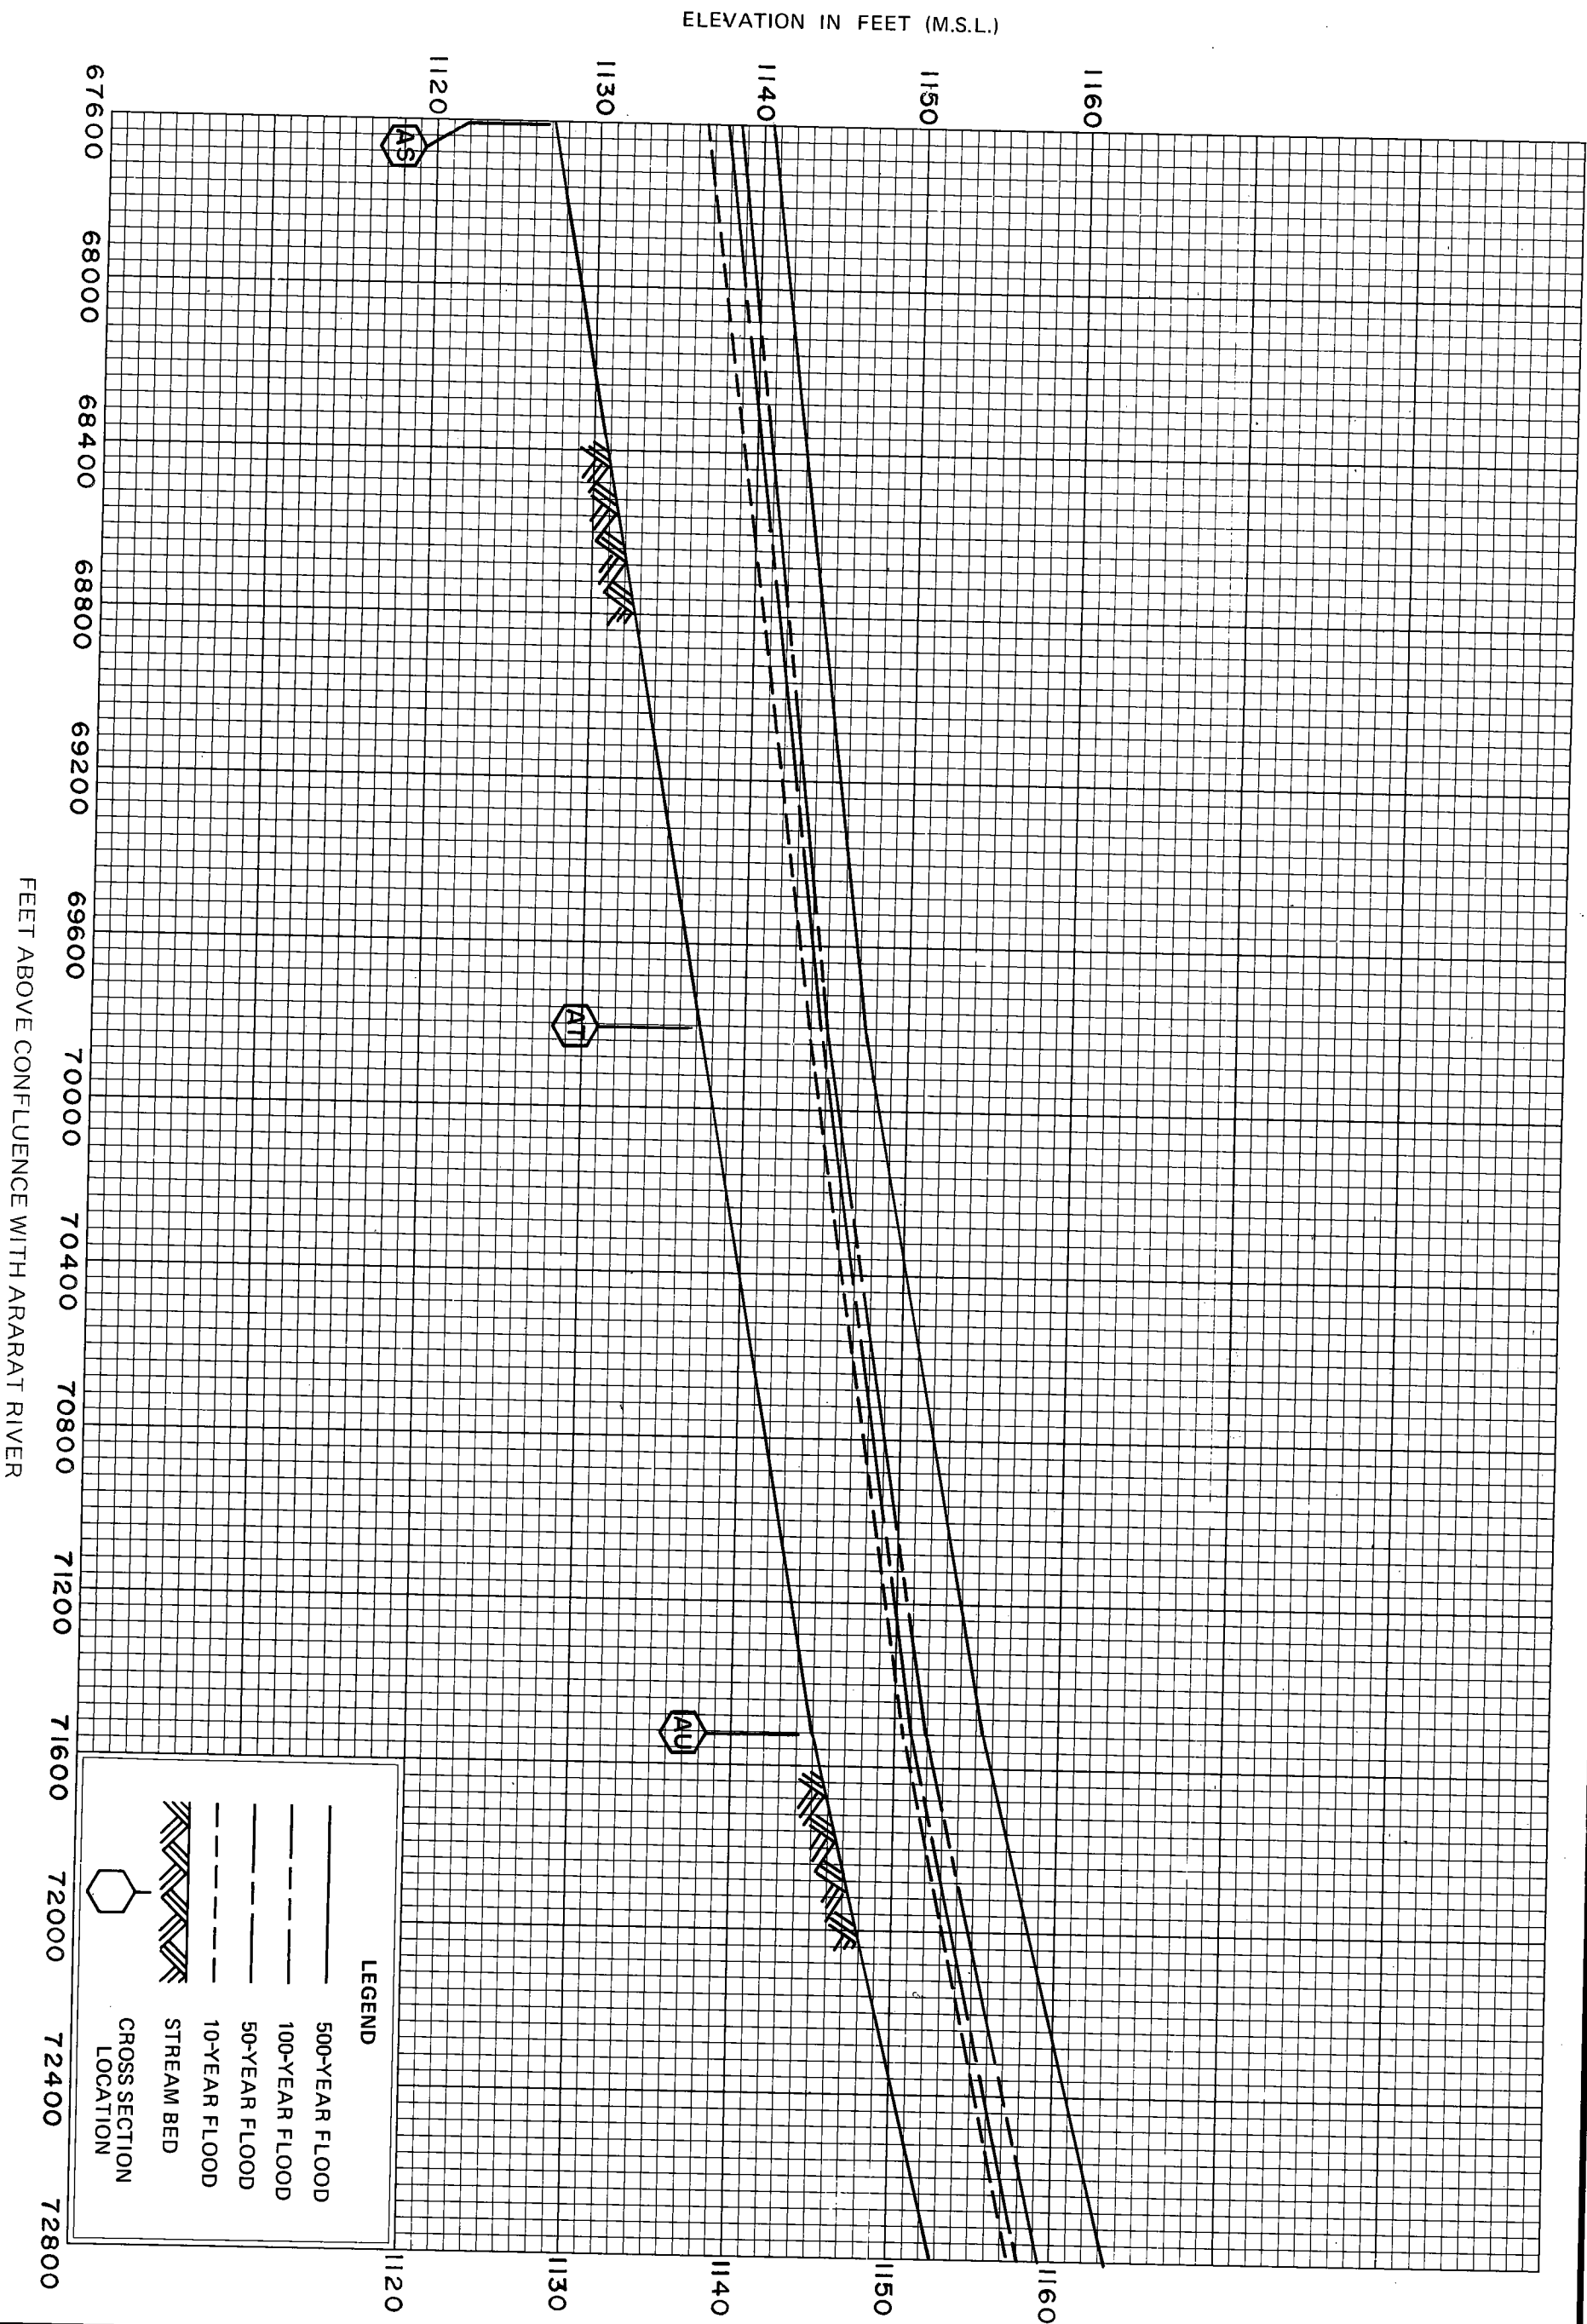 ELEVATION IN FEET (M.S.L.)
1160
1150
1140
1130
1120
1160
1150
1140
1130
1120
67600
68000
68400
68800
69200
69600
70000
70400
70800
71200
71600
72000
72400
72800
FEET ABOVE CONFLUENCE WITH ARARAT RIVER
AS
AT
AU
LEGEND
500-YEAR FLOOD
100-YEAR FLOOD
50-YEAR FLOOD
10-YEAR FLOOD
STREAM BED
CROSS SECTION
LOCATION